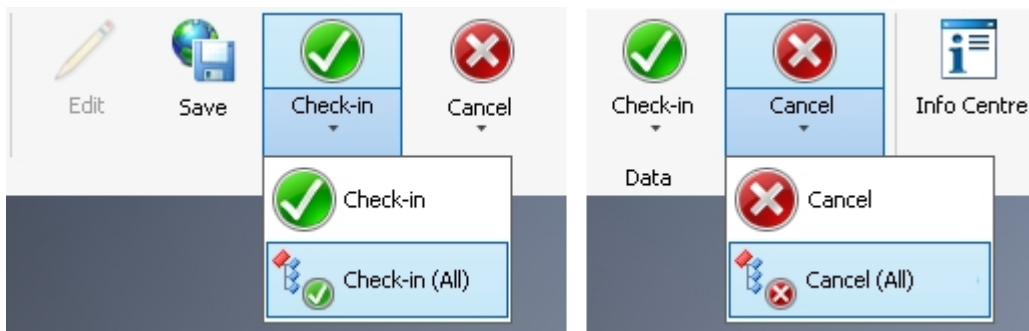 Edit
Save
Check-in
Cancel
Check-in
Check-in (All)
Check-in
Cancel
Info Centre
Data
Cancel
Cancel (All)